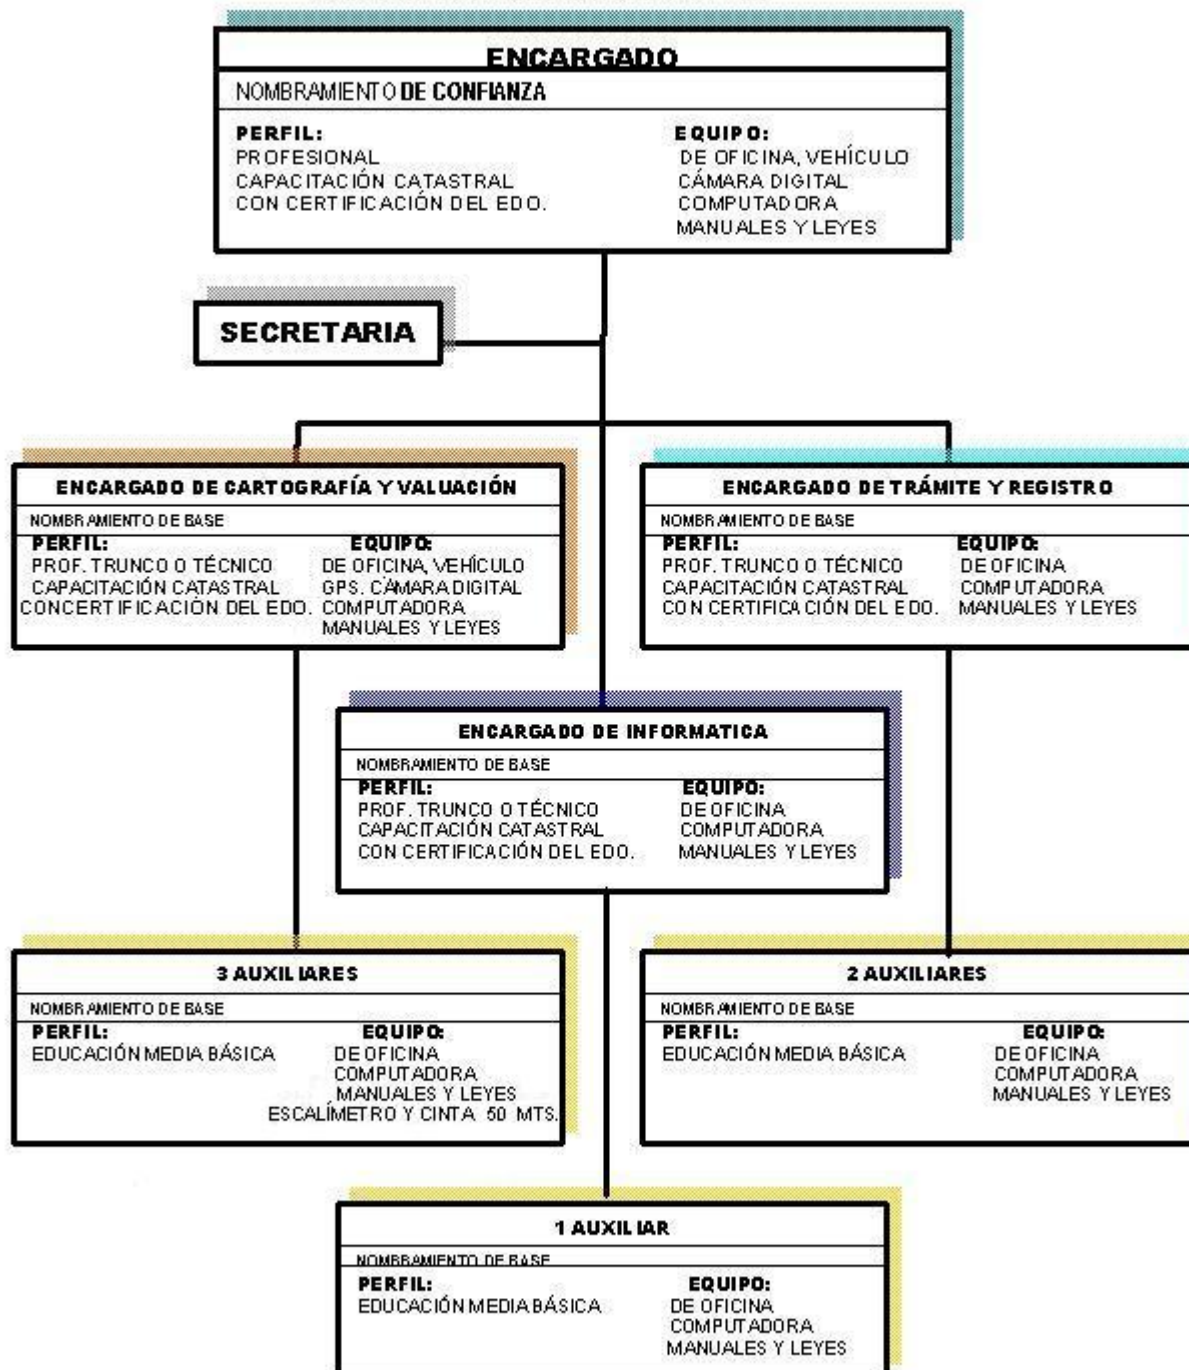 ENCARGADO
NOMBRAMIENTO DE CONFIANZA
PERFIL:
PROFESIONAL
CAPACITACIÓN CATASTRAL
CON CERTIFICACIÓN DEL EDO.
EQUIPO:
DE OFICINA, VEHÍCULO
CÁMARA DIGITAL
COMPUTADORA
MANUALES Y LEYES
SECRETARIA
ENCARGADO DE CARTOGRAFÍA Y VALUACIÓN
NOMBRAMIENTO DE BASE
PERFIL:
PROF. TRUNCO O TÉCNICO
CAPACITACIÓN CATASTRAL
CON CERTIFICACIÓN DEL EDO.
EQUIPO:
DE OFICINA, VEHÍCULO
GPS. CÁMARA DIGITAL
COMPUTADORA
MANUALES Y LEYES
ENCARGADO DE TRÁMITE Y REGISTRO
NOMBRAMIENTO DE BASE
PERFIL:
PROF. TRUNCO O TÉCNICO
CAPACITACIÓN CATASTRAL
CON CERTIFICACIÓN DEL EDO.
EQUIPO:
DE OFICINA
COMPUTADORA
MANUALES Y LEYES
ENCARGADO DE INFORMATICA
NOMBRAMIENTO DE BASE
PERFIL:
PROF. TRUNCO O TÉCNICO
CAPACITACIÓN CATASTRAL
CON CERTIFICACIÓN DEL EDO.
EQUIPO:
DE OFICINA
COMPUTADORA
MANUALES Y LEYES
3 AUXILIARES
NOMBRAMIENTO DE BASE
PERFIL:
EDUCACIÓN MEDIA BÁSICA
EQUIPO:
DE OFICINA
COMPUTADORA
MANUALES Y LEYES
ESCALÍMETRO Y CINTA 50 MTS.
2 AUXILIARES
NOMBRAMIENTO DE BASE
PERFIL:
EDUCACIÓN MEDIA BÁSICA
EQUIPO:
DE OFICINA
COMPUTADORA
MANUALES Y LEYES
1 AUXILIAR
NOMBRAMIENTO DE BASE
PERFIL:
EDUCACIÓN MEDIA BÁSICA
EQUIPO:
DE OFICINA
COMPUTADORA
MANUALES Y LEYES